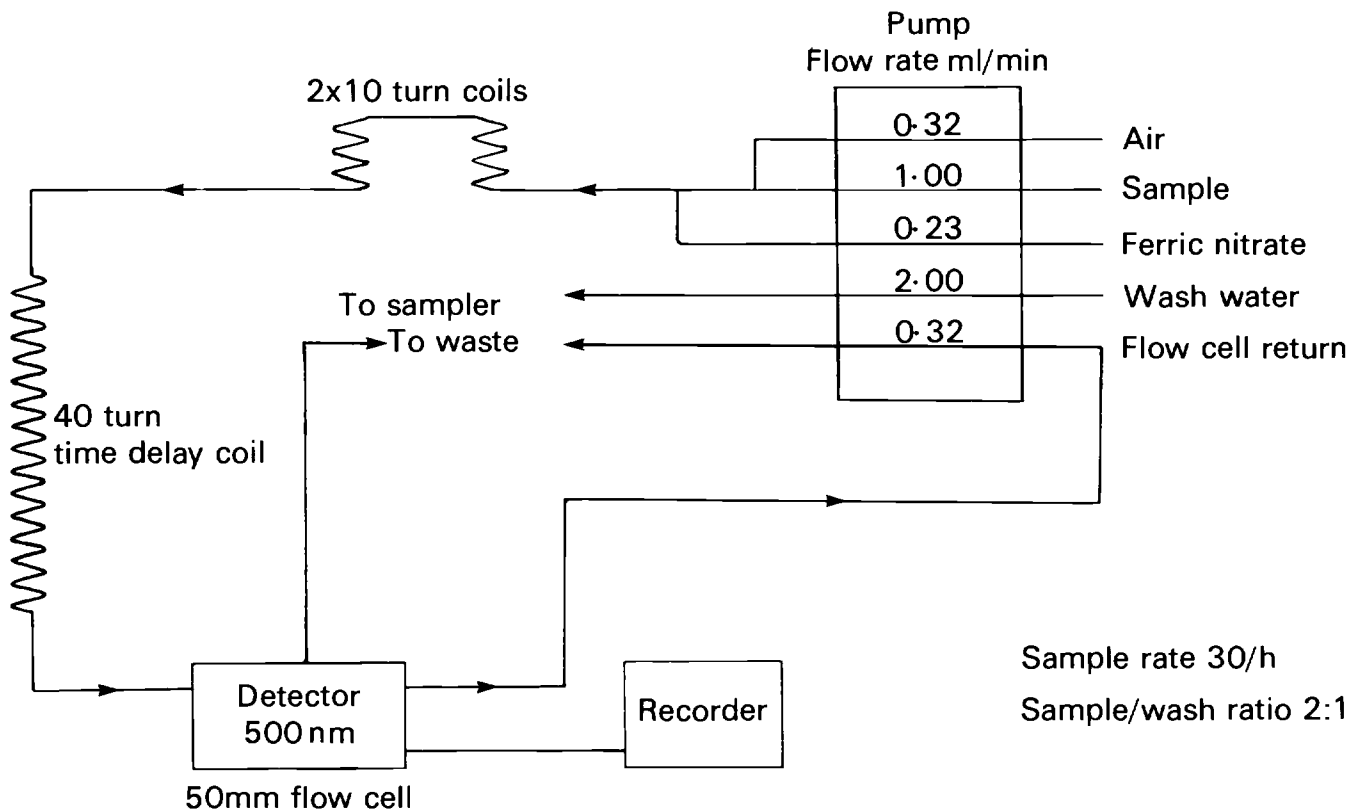 Pump
Flow rate ml/min
2x10 turn coils
0·32
Air
1·00
Sample
0·23
Ferric nitrate
2·00
Wash water
To sampler
To waste
0·32
Flow cell return
40 turn
time delay coil
Detector
500nm
Recorder
50mm flow cell
Sample rate 30/h
Sample/wash ratio 2:1